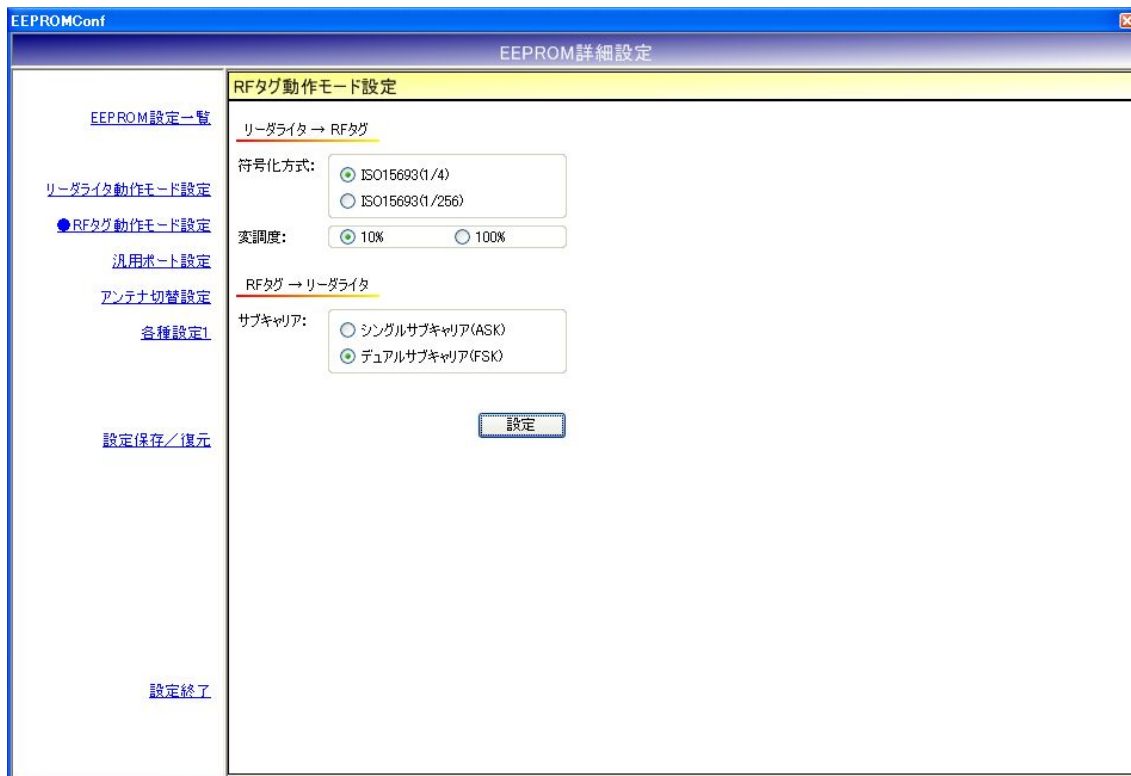 EEPROMConf
EEPROM詳細設定
EEPROM設定一覧
リーダライタ動作モード設定
●RFタグ動作モード設定
汎用ポート設定
アンテナ切替設定
各種設定1
設定保存／復元
設定終了
RFタグ動作モード設定
リーダライタ → RFタグ
符号化方式:
ISO15693(1/4)
ISO15693(1/256)
変調度: 10% 100%
RFタグ → リーダライタ
サブキャリア:
シングルサブキャリア(ASK)
デュアルサブキャリア(FSK)
設定